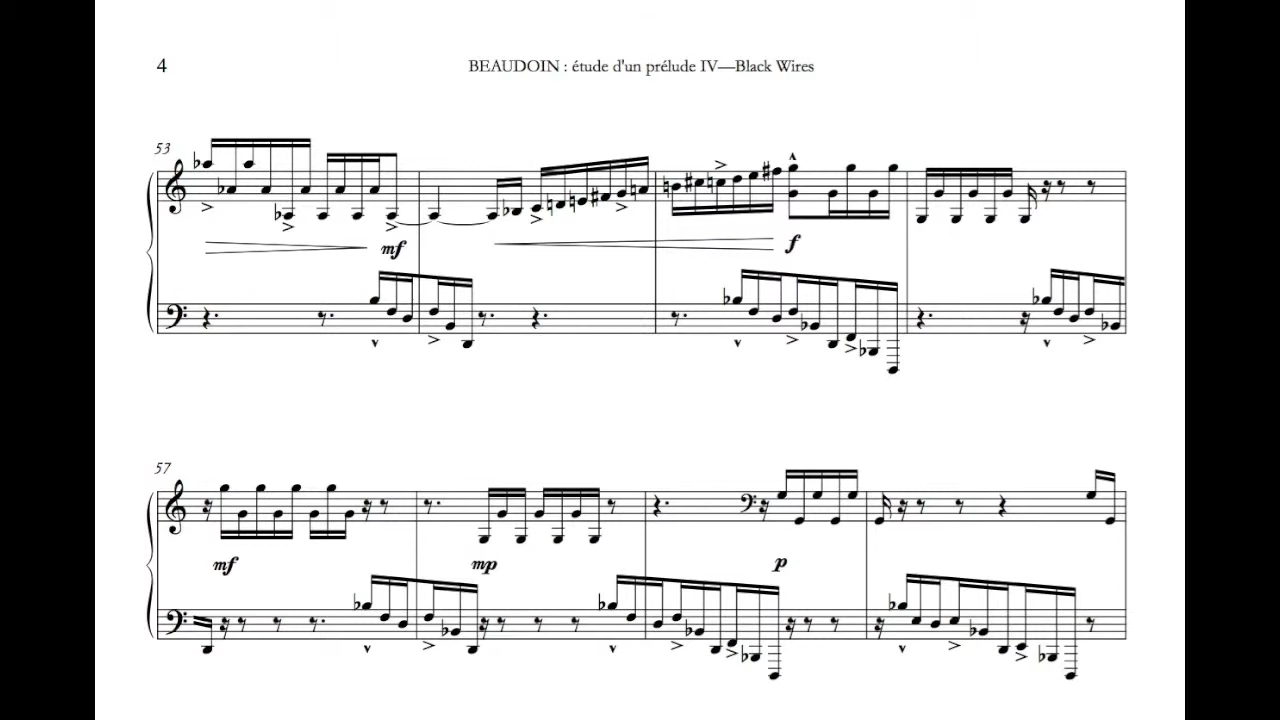 4
BEAUDOIN : étude d'un prélude IV—Black Wires
53
mf
f
57
mf
mp
p